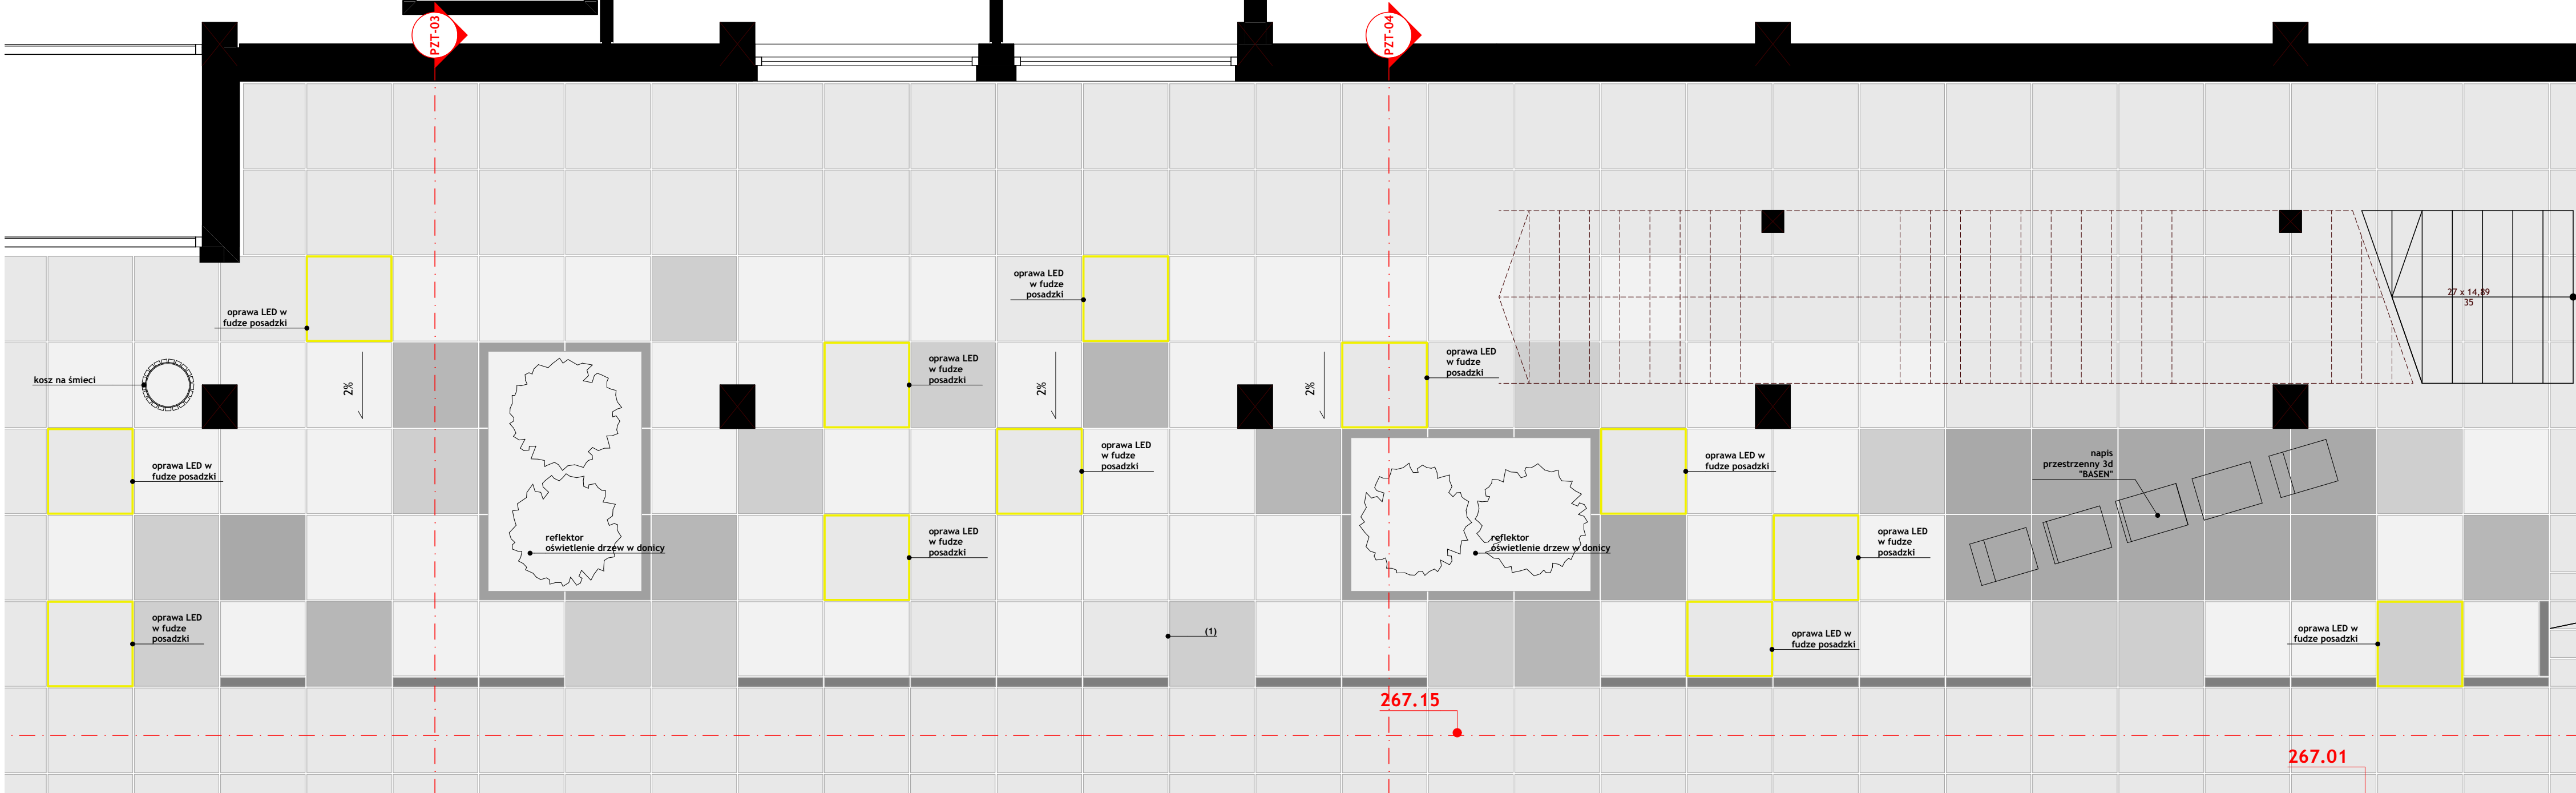 PZT-03
PZT-04
oprawa LED w
fudze posadzki
oprawa LED
w fudze
posadzki
27 x 14,89
35
kosz na śmieci
2%
oprawa LED
w fudze
posadzki
2%
2%
oprawa LED
w fudze
posadzki
oprawa LED w
fudze posadzki
oprawa LED
w fudze
posadzki
oprawa LED w
fudze posadzki
napis
przestrzenny 3d
"BASEN"
reflektor
oświetlenie drzew w donicy
oprawa LED
w fudze
posadzki
reflektor
oświetlenie drzew w donicy
oprawa LED
w fudze
posadzki
oprawa LED
w fudze
posadzki
(1)
oprawa LED w
fudze posadzki
oprawa LED w
fudze posadzki
267.15
267.01